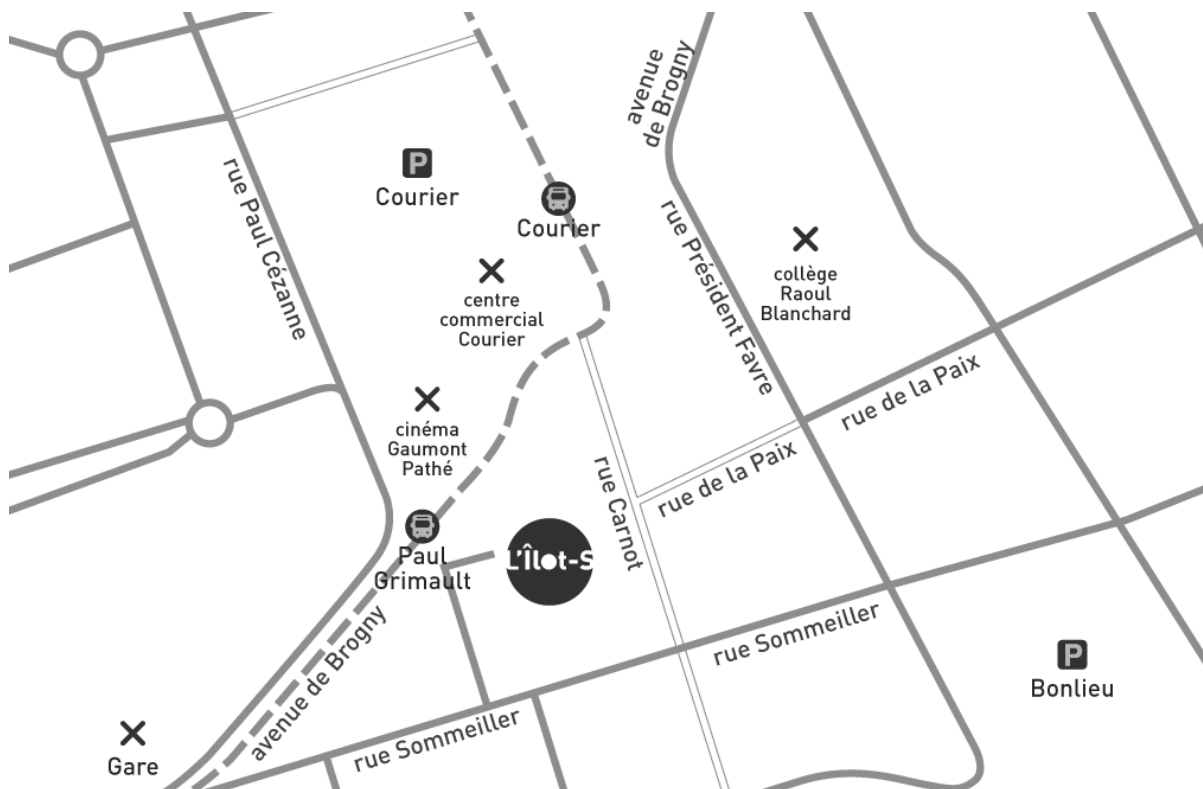 avenue
de Brogny
P
Courier
Courier
rue Paul Cézanne
rue Président Favre
collège
Raoul
Blanchard
centre
commercial
Courier
rue de la Paix
cinéma
Gaumont
Pathé
rue de la Paix
rue Carnot
Paul
Grimault
L'Îlot-S
avenue de Brogny
rue Sommeiller
P
Bonlieu
rue Sommeiller
Gare